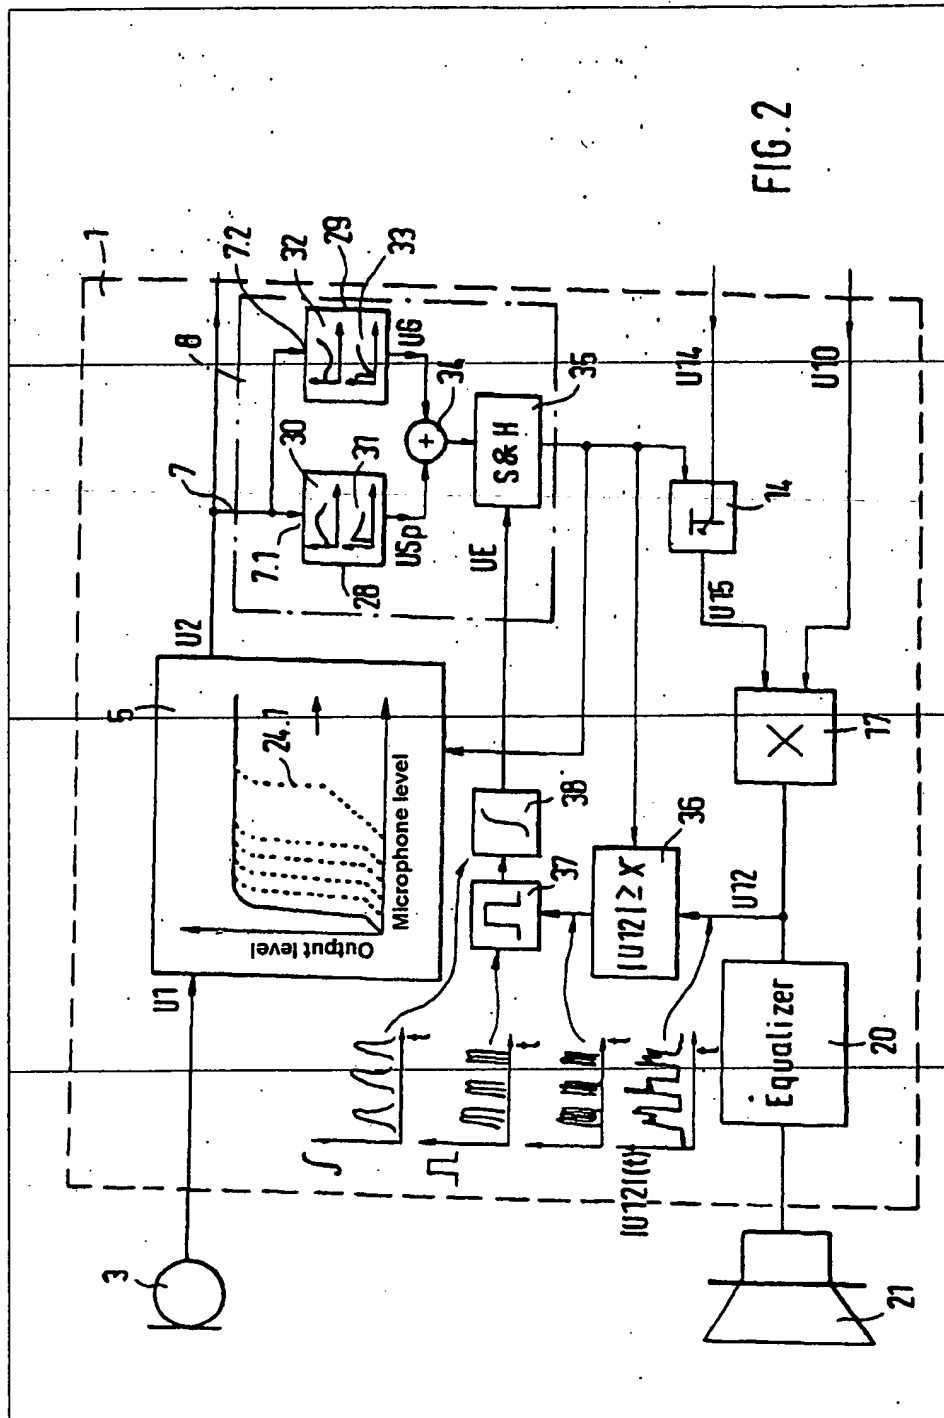 1
3
U1
5
Output level
Microphone level
24.1
U2
7
8
7.1
7.2
30
31
28
32
29
33
USp
UG
+
34
UE
S & H
35
38
37
|U12| ≥ X
36
t
t
t
|U12|(t)
t
U12
U14
14
U15
U10
X
17
Equalizer
20
21
FIG. 2